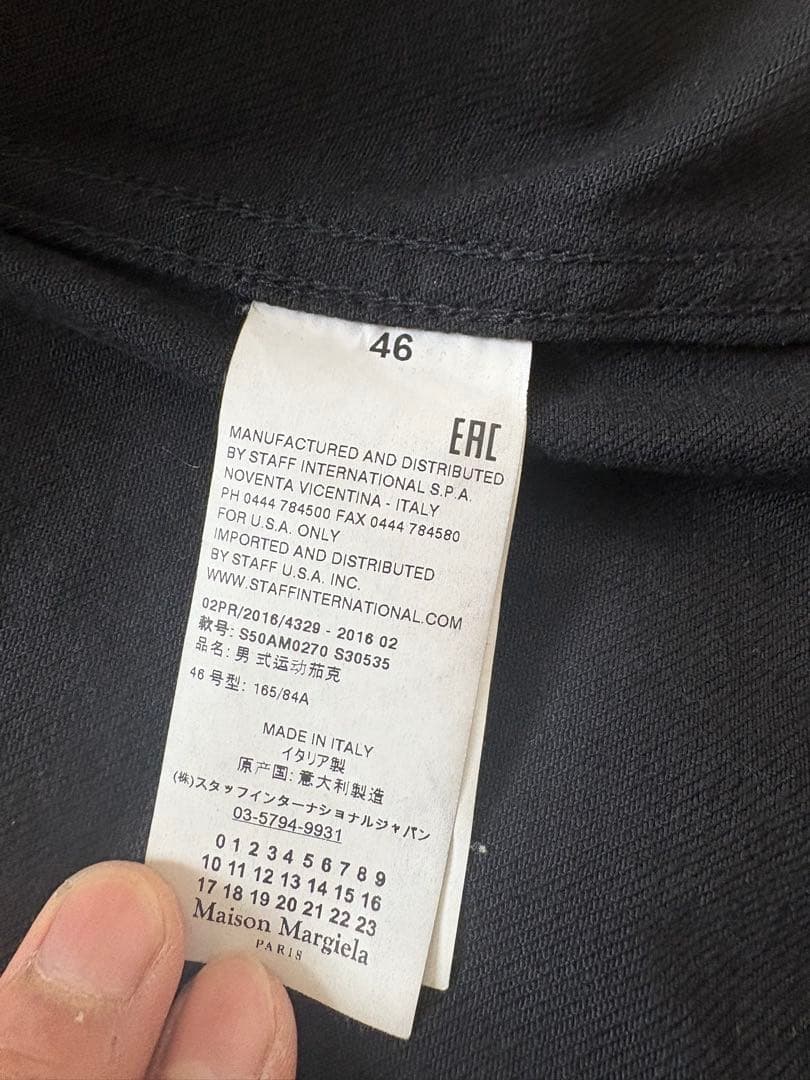 46
EAC
MANUFACTURED AND DISTRIBUTED
BY STAFF INTERNATIONAL S.P.A.
NOVENTA VICENTINA - ITALY
PH 0444 784500 FAX 0444 784580
FOR U.S.A. ONLY
IMPORTED AND DISTRIBUTED
BY STAFF U.S.A. INC.
WWW.STAFFINTERNATIONAL.COM
02PR/2016/4329 - 2016 02
款号: S50AM0270 S30535
品名: 男 式运动茄克
46 号型: 165/84A
MADE IN ITALY
イタリア製
原产国: 意大利製造
(株)スタッフインターナショナルジャパン
03-5794-9931
0 1 2 3 4 5 6 7 8 9
10 11 12 13 14 15 16
17 18 19 20 21 22 23
Maison Margiela
PARIS